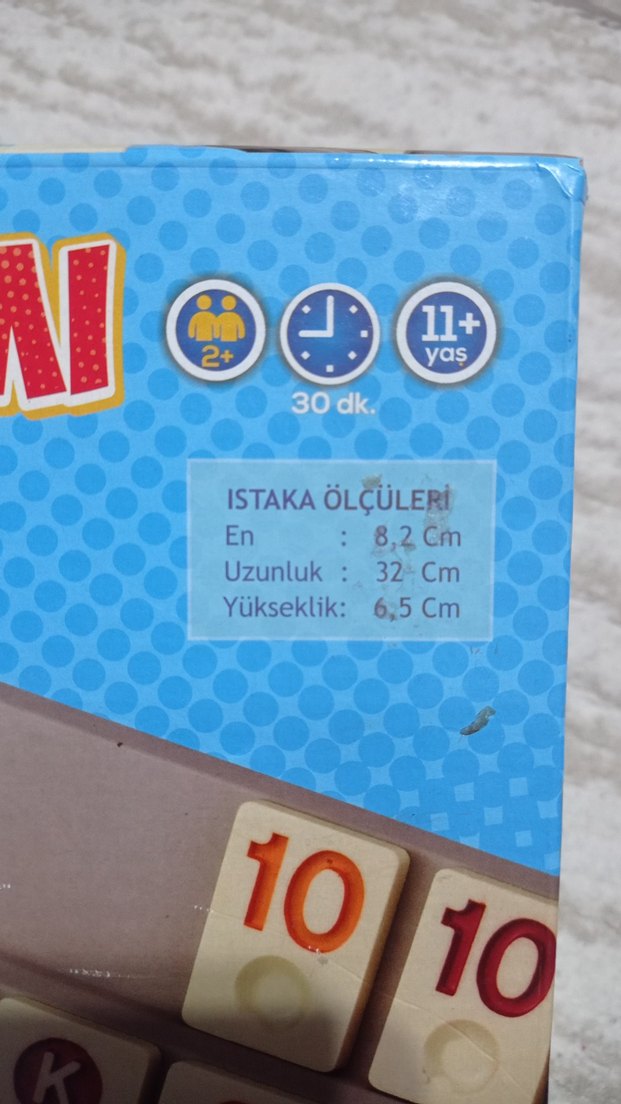 2+
11+
yaş
30 dk.
ISTAKA ÖLÇÜLERİ
En : 8,2 Cm
Uzunluk : 32 Cm
Yükseklik: 6,5 Cm
10
10
K